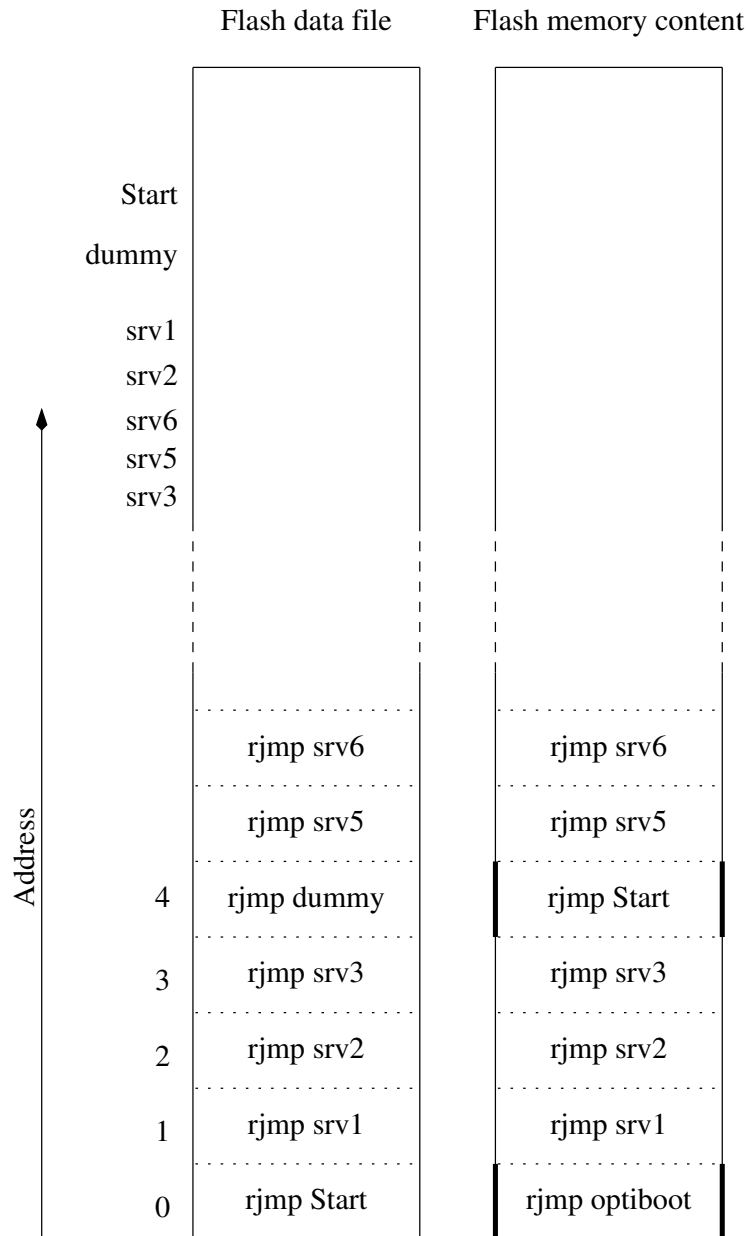 Flash data file Flash memory content
Start
dummy
srv1
srv2
srv6
srv5
srv3
rjmp srv6 rjmp srv6
rjmp srv5 rjmp srv5
Address
4 rjmp dummy rjmp Start
3 rjmp srv3 rjmp srv3
2 rjmp srv2 rjmp srv2
1 rjmp srv1 rjmp srv1
0 rjmp Start rjmp optiboot